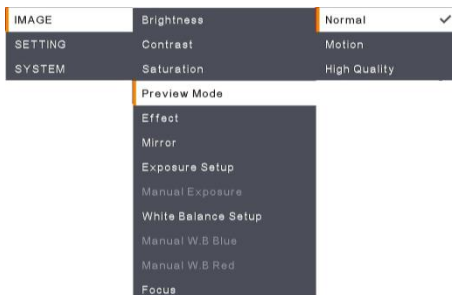 IMAGE
SETTING
SYSTEM
Brightness
Contrast
Saturation
Preview Mode
Effect
Mirror
Exposure Setup
Manual Exposure
White Balance Setup
Manual W.B Blue
Manual W.B Red
Focus
Normal
Motion
High Quality